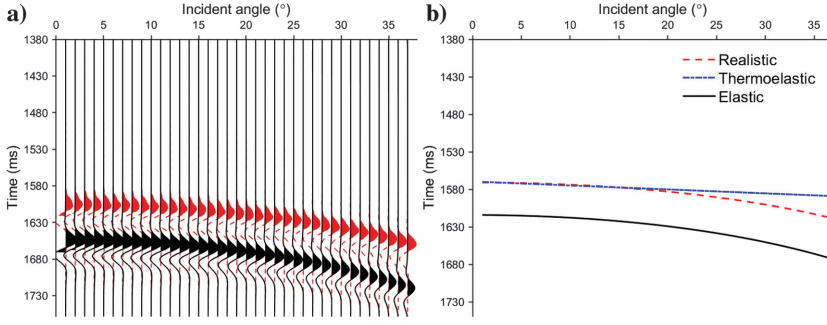 a)
Incident angle (°)
0 5 10 15 20 25 30 35
Time (ms)
1380
1430
1480
1530
1580
1630
1680
1730
b)
Incident angle (°)
0 5 10 15 20 25 30 35
Time (ms)
1380
1430
1480
1530
1580
1630
1680
1730
Realistic
Thermoelastic
Elastic